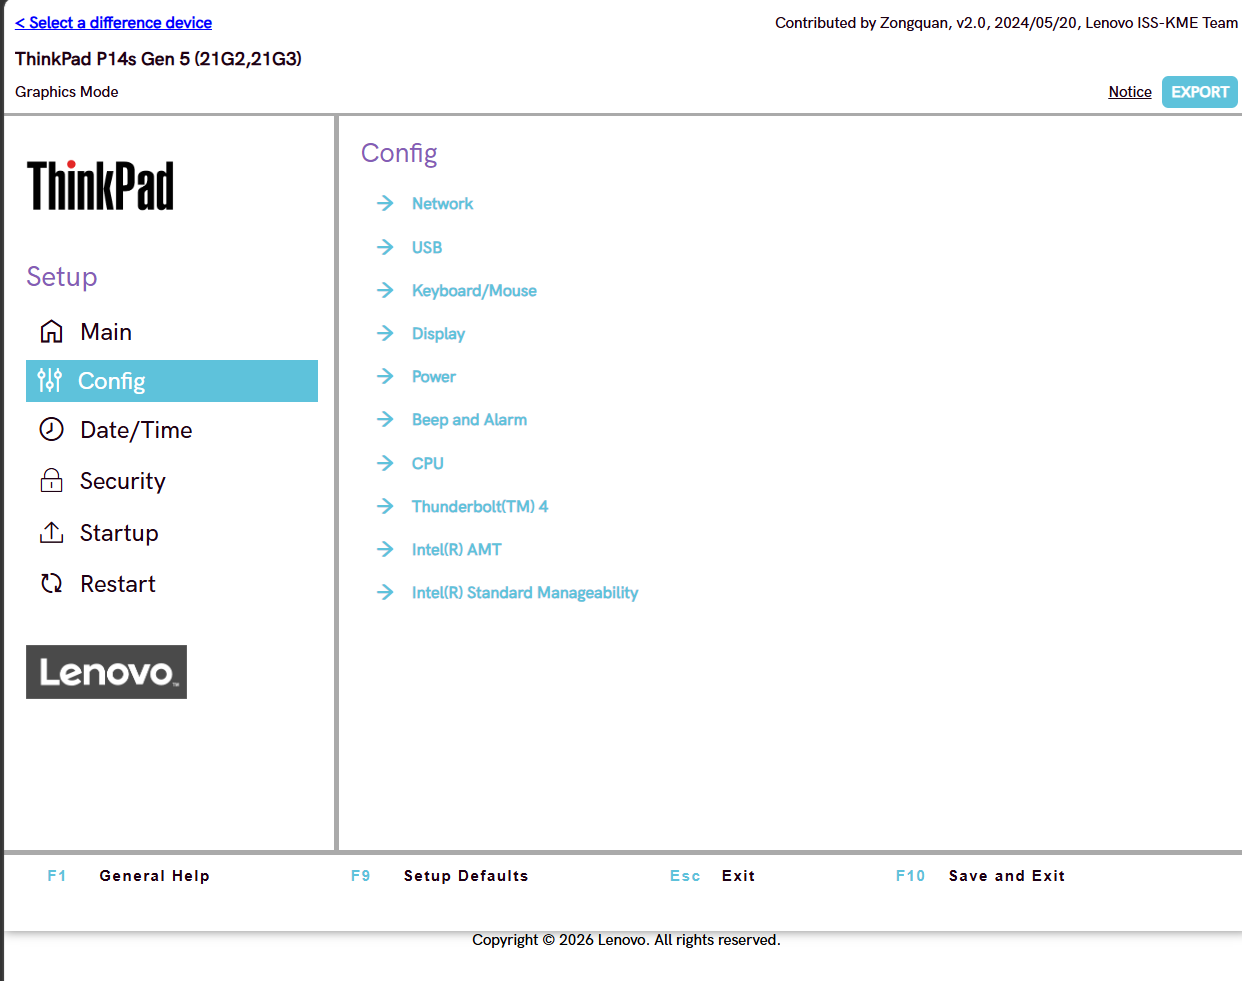 < Select a difference device
Contributed by Zongquan, v2.0, 2024/05/20, Lenovo ISS-KME Team
ThinkPad P14s Gen 5 (21G2,21G3)
Graphics Mode
Notice
EXPORT
ThinkPad
Setup
Main
Config
Date/Time
Security
Startup
Restart
Lenovo™
Config
Network
USB
Keyboard/Mouse
Display
Power
Beep and Alarm
CPU
Thunderbolt(TM) 4
Intel(R) AMT
Intel(R) Standard Manageability
F1 General Help
F9 Setup Defaults
Esc Exit
F10 Save and Exit
Copyright © 2026 Lenovo. All rights reserved.